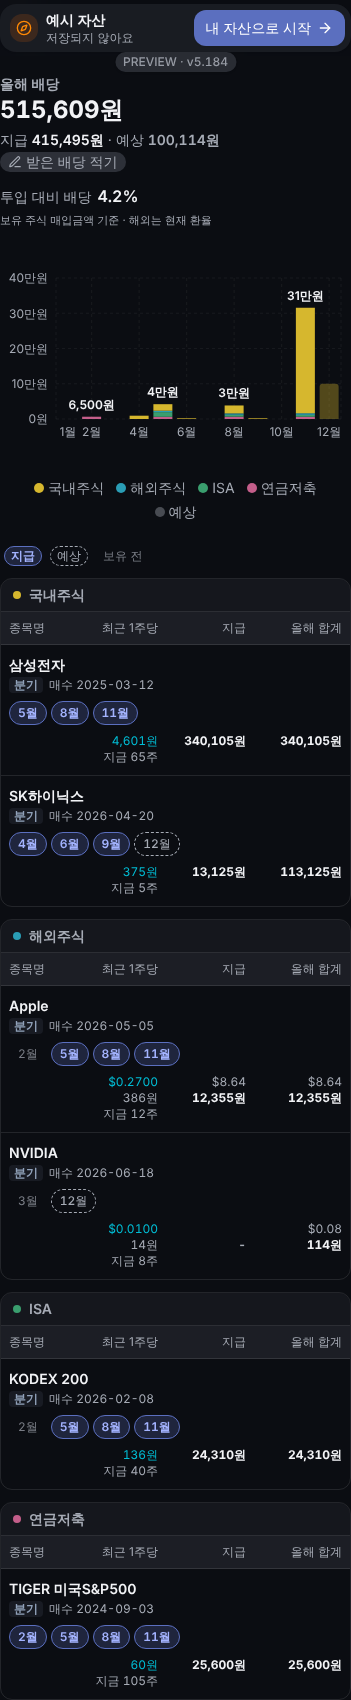 예시 자산
저장되지 않아요
내 자산으로 시작 →
PREVIEW · v5.184
올해 배당
515,609원
지급 415,495원 · 예상 100,114원
받은 배당 적기
투입 대비 배당 4.2%
보유 주식 매입금액 기준 · 해외는 현재 환율
40만원
30만원
20만원
10만원
0원
6,500원
4만원
3만원
31만원
1월 2월 4월 6월 8월 10월 12월
국내주식 해외주식 ISA 연금저축
예상
지급 예상 보유 전
국내주식
종목명 최근 1주당 지급 올해 합계
삼성전자
분기 매수 2025-03-12
5월 8월 11월
4,601원 340,105원 340,105원
지금 65주
SK하이닉스
분기 매수 2026-04-20
4월 6월 9월 12월
375원 13,125원 113,125원
지금 5주
해외주식
종목명 최근 1주당 지급 올해 합계
Apple
분기 매수 2026-05-05
2월 5월 8월 11월
$0.2700 $8.64 $8.64
386원 12,355원 12,355원
지금 12주
NVIDIA
분기 매수 2026-06-18
3월 12월
$0.0100 $0.08
14원 - 114원
지금 8주
ISA
종목명 최근 1주당 지급 올해 합계
KODEX 200
분기 매수 2026-02-08
2월 5월 8월 11월
136원 24,310원 24,310원
지금 40주
연금저축
종목명 최근 1주당 지급 올해 합계
TIGER 미국S&P500
분기 매수 2024-09-03
2월 5월 8월 11월
60원 25,600원 25,600원
지금 105주